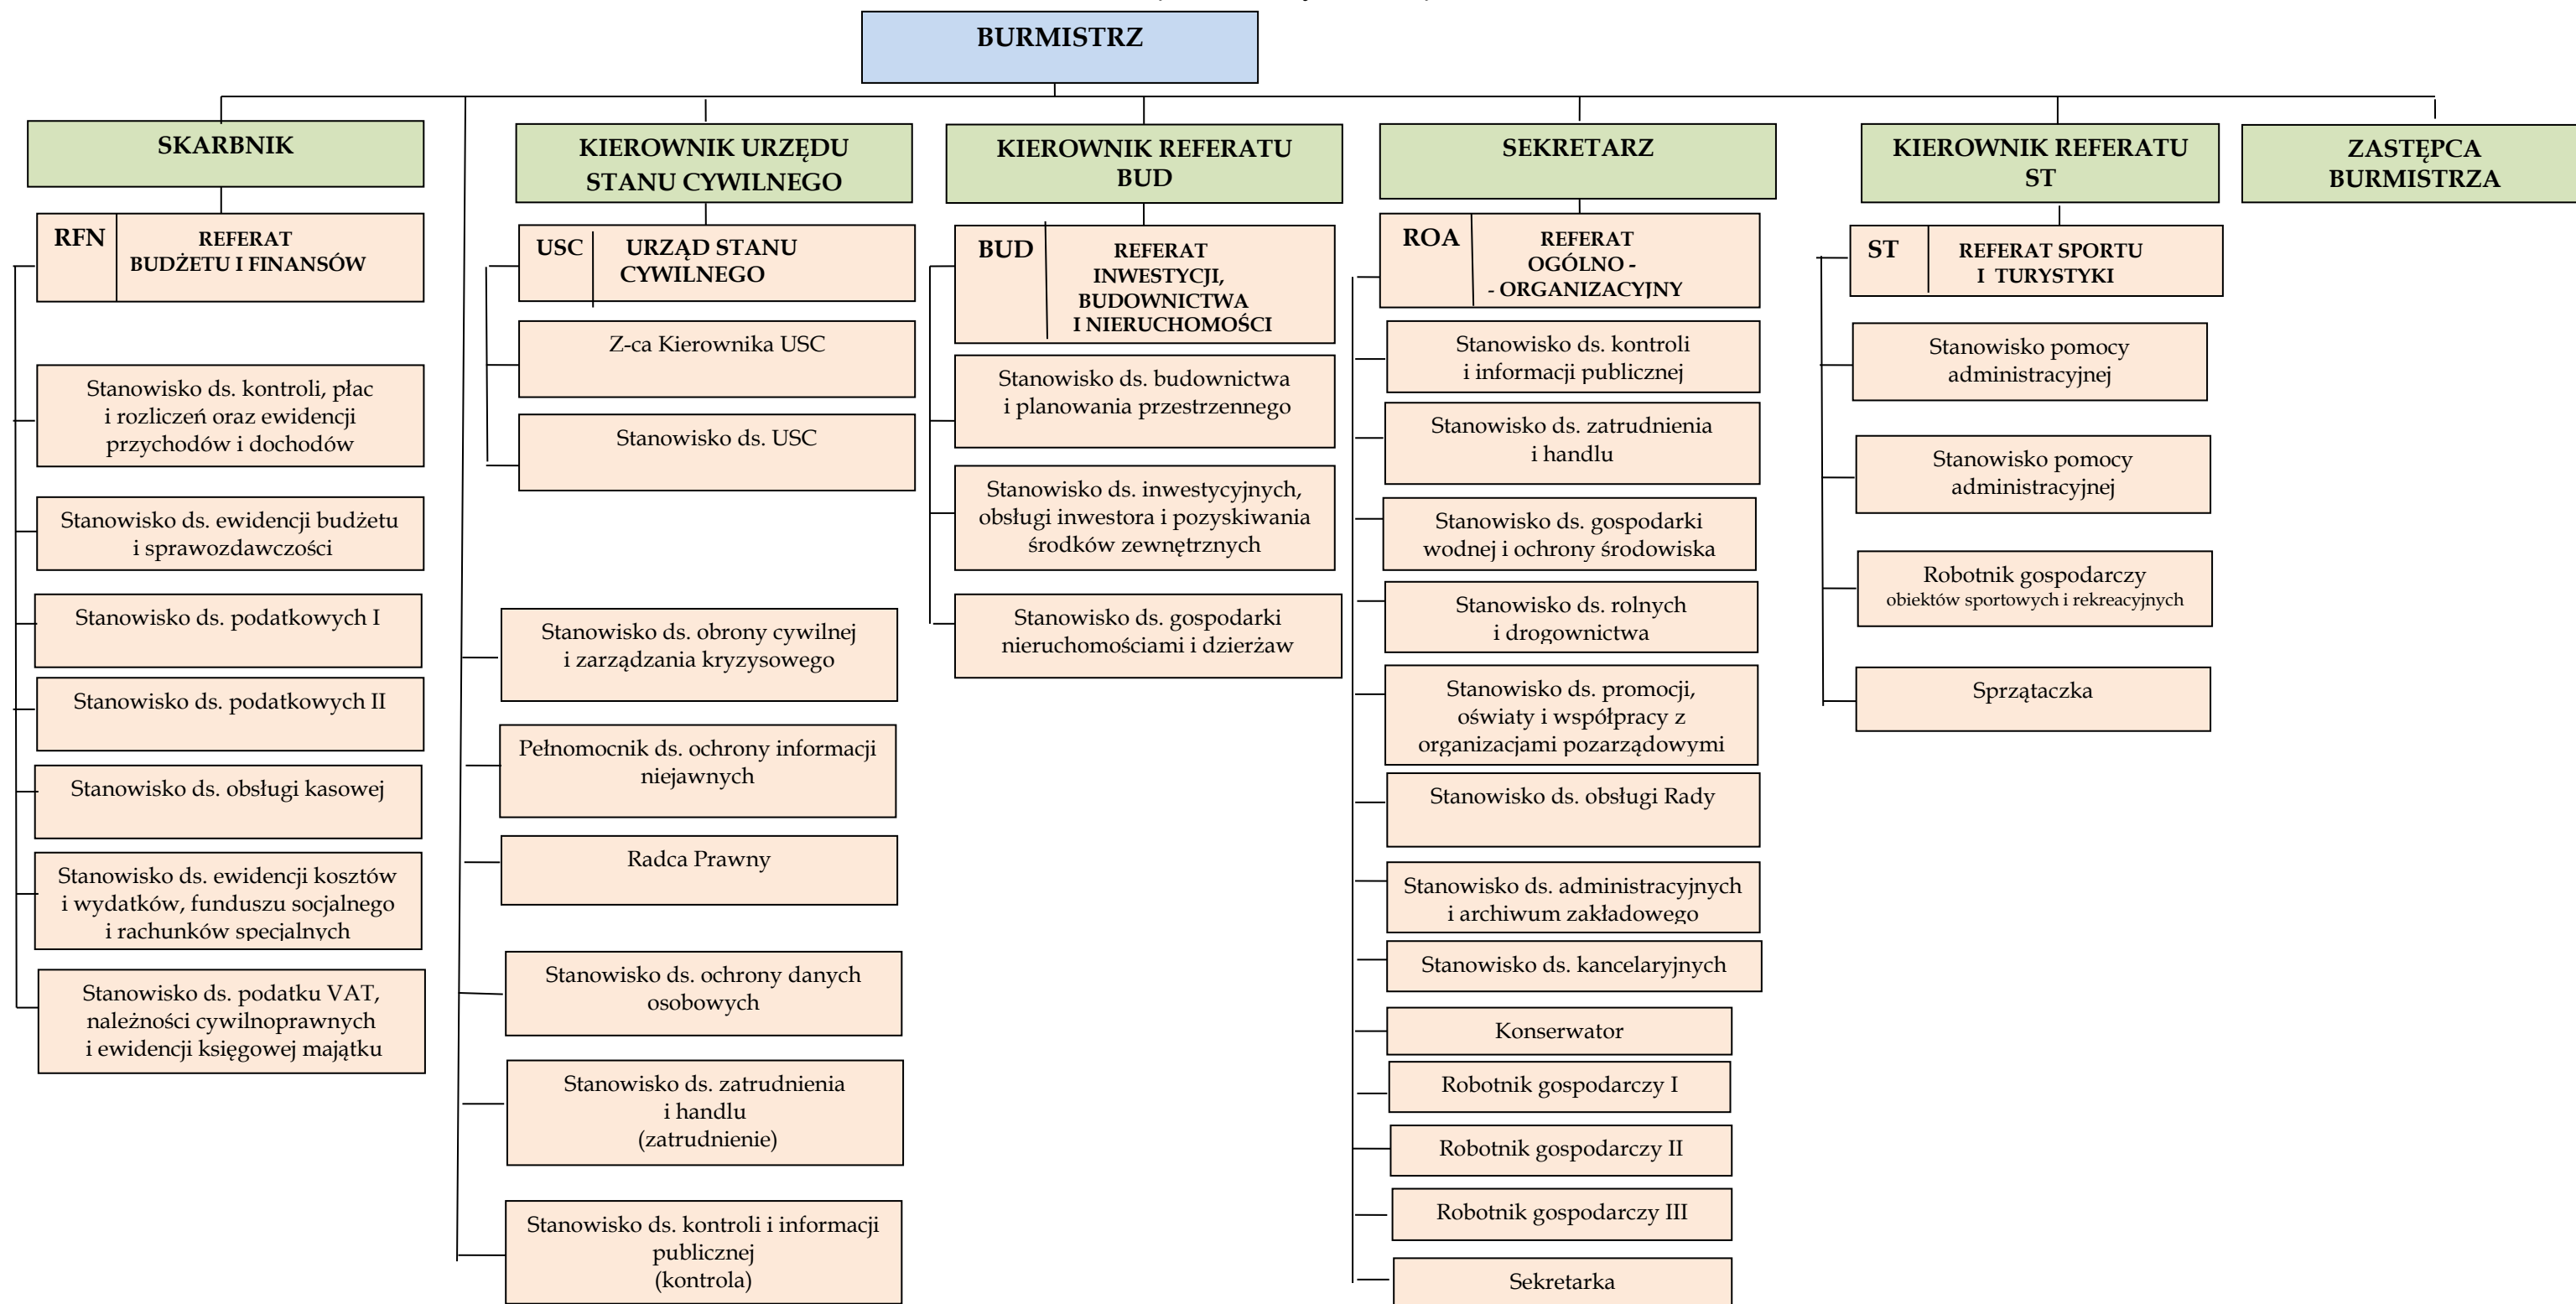 BURMISTRZ
SKARBNIK
RFN
REFERAT
BUDŻETU I FINANSÓW
Stanowisko ds. kontroli, płac
i rozliczeń oraz ewidencji
przychodów i dochodów
Stanowisko ds. ewidencji budżetu
i sprawozdawczości
Stanowisko ds. podatkowych I
Stanowisko ds. podatkowych II
Stanowisko ds. obsługi kasowej
Stanowisko ds. ewidencji kosztów
i wydatków, funduszu socjalnego
i rachunków specjalnych
Stanowisko ds. podatku VAT,
należności cywilnoprawnych
i ewidencji księgowej majątku
KIEROWNIK URZĘDU
STANU CYWILNEGO
USC
URZĄD STANU
CYWILNEGO
Z-ca Kierownika USC
Stanowisko ds. USC
Stanowisko ds. obrony cywilnej
i zarządzania kryzysowego
Pełnomocnik ds. ochrony informacji
niejawnych
Radca Prawny
Stanowisko ds. ochrony danych
osobowych
Stanowisko ds. zatrudnienia
i handlu
(zatrudnienie)
Stanowisko ds. kontroli i informacji
publicznej
(kontrola)
KIEROWNIK REFERATU
BUD
BUD
REFERAT
INWESTYCJI,
BUDOWNICTWA
I NIERUCHOMOŚCI
Stanowisko ds. budownictwa
i planowania przestrzennego
Stanowisko ds. inwestycyjnych,
obsługi inwestora i pozyskiwania
środków zewnętrznych
Stanowisko ds. gospodarki
nieruchomościami i dzierżaw
SEKRETARZ
ROA
REFERAT
OGÓLNO -
- ORGANIZACYJNY
Stanowisko ds. kontroli
i informacji publicznej
Stanowisko ds. zatrudnienia
i handlu
Stanowisko ds. gospodarki
wodnej i ochrony środowiska
Stanowisko ds. rolnych
i drogownictwa
Stanowisko ds. promocji,
oświaty i współpracy z
organizacjami pozarządowymi
Stanowisko ds. obsługi Rady
Stanowisko ds. administracyjnych
i archiwum zakładowego
Stanowisko ds. kancelaryjnych
Konserwator
Robotnik gospodarczy I
Robotnik gospodarczy II
Robotnik gospodarczy III
Sekretarka
KIEROWNIK REFERATU
ST
ST
REFERAT SPORTU
I TURYSTYKI
Stanowisko pomocy
administracyjnej
Stanowisko pomocy
administracyjnej
Robotnik gospodarczy
obiektów sportowych i rekreacyjnych
Sprzątaczka
ZASTĘPCA
BURMISTRZA